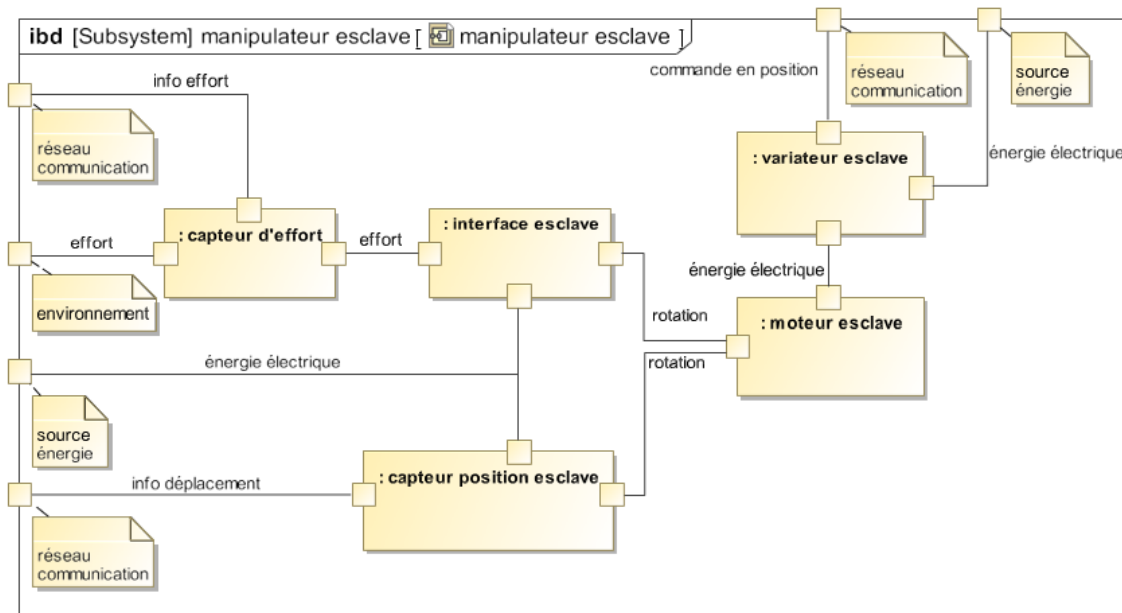 ibd [Subsystem] manipulateur esclave [ manipulateur esclave ]
info effort
réseau
communication
effort
environnement
énergie électrique
source
énergie
info déplacement
réseau
communication
: capteur d'effort
effort
: interface esclave
rotation
rotation
: capteur position esclave
commande en position
réseau
communication
source
énergie
: variateur esclave
énergie électrique
énergie électrique
: moteur esclave